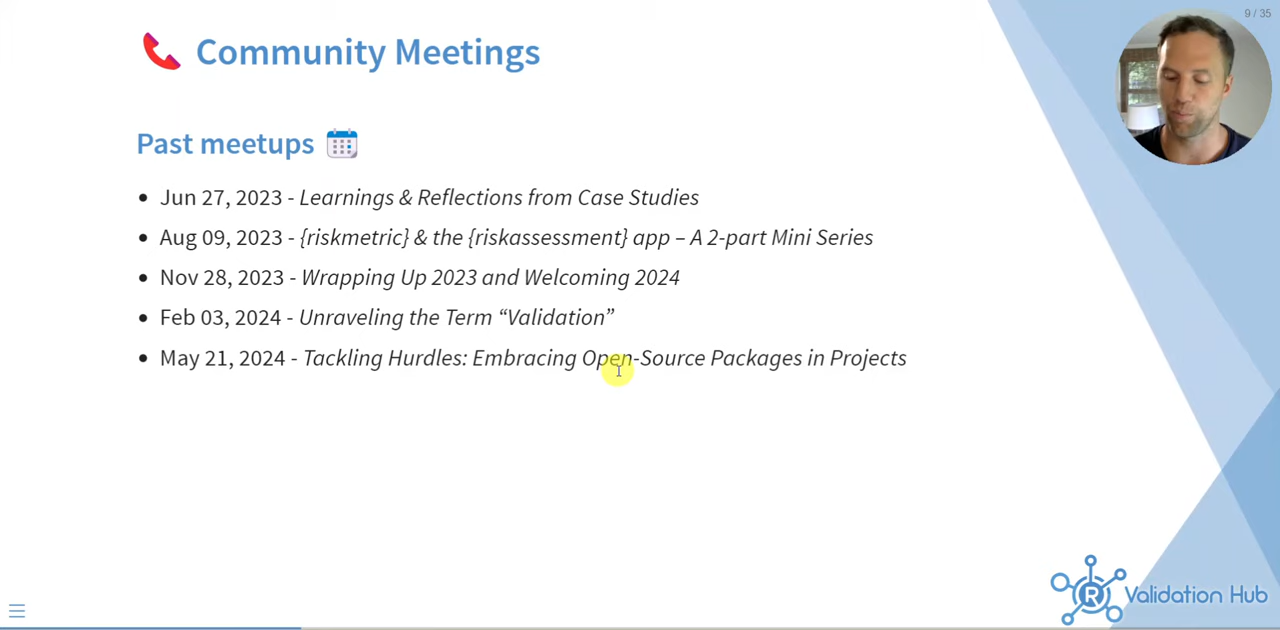 9 / 35
Community Meetings
Past meetups
Jun 27, 2023 - Learnings & Reflections from Case Studies
Aug 09, 2023 - {riskmetric} & the {riskassessment} app – A 2-part Mini Series
Nov 28, 2023 - Wrapping Up 2023 and Welcoming 2024
Feb 03, 2024 - Unraveling the Term “Validation”
May 21, 2024 - Tackling Hurdles: Embracing Open-Source Packages in Projects
R Validation Hub